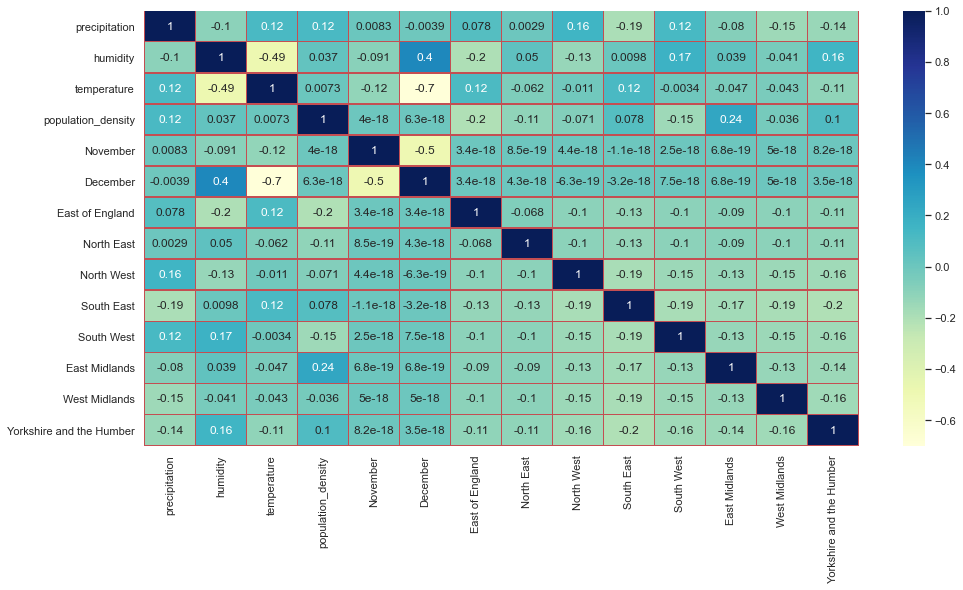 precipitation 1 -0.1 0.12 0.12 0.0083 -0.0039 0.078 0.0029 0.16 -0.19 0.12 -0.08 -0.15 -0.14
humidity -0.1 1 -0.49 0.037 -0.091 0.4 -0.2 0.05 -0.13 0.0098 0.17 0.039 -0.041 0.16
temperature 0.12 -0.49 1 0.0073 -0.12 -0.7 0.12 -0.062 -0.011 0.12 -0.0034 -0.047 -0.043 -0.11
population_density 0.12 0.037 0.0073 1 4e-18 6.3e-18 -0.2 -0.11 -0.071 0.078 -0.15 0.24 -0.036 0.1
November 0.0083 -0.091 -0.12 4e-18 1 -0.5 3.4e-18 8.5e-19 4.4e-18 -1.1e-18 2.5e-18 6.8e-19 5e-18 8.2e-18
December -0.0039 0.4 -0.7 6.3e-18 -0.5 1 3.4e-18 4.3e-18 -6.3e-19 -3.2e-18 7.5e-18 6.8e-19 5e-18 3.5e-18
East of England 0.078 -0.2 0.12 -0.2 3.4e-18 3.4e-18 1 -0.068 -0.1 -0.13 -0.1 -0.09 -0.1 -0.11
North East 0.0029 0.05 -0.062 -0.11 8.5e-19 4.3e-18 -0.068 1 -0.1 -0.13 -0.1 -0.09 -0.1 -0.11
North West 0.16 -0.13 -0.011 -0.071 4.4e-18 -6.3e-19 -0.1 -0.1 1 -0.19 -0.15 -0.13 -0.15 -0.16
South East -0.19 0.0098 0.12 0.078 -1.1e-18 -3.2e-18 -0.13 -0.13 -0.19 1 -0.19 -0.17 -0.19 -0.2
South West 0.12 0.17 -0.0034 -0.15 2.5e-18 7.5e-18 -0.1 -0.1 -0.15 -0.19 1 -0.13 -0.15 -0.16
East Midlands -0.08 0.039 -0.047 0.24 6.8e-19 6.8e-19 -0.09 -0.09 -0.13 -0.17 -0.13 1 -0.13 -0.14
West Midlands -0.15 -0.041 -0.043 -0.036 5e-18 5e-18 -0.1 -0.1 -0.15 -0.19 -0.15 -0.13 1 -0.16
Yorkshire and the Humber -0.14 0.16 -0.11 0.1 8.2e-18 3.5e-18 -0.11 -0.11 -0.16 -0.2 -0.16 -0.14 -0.16 1
precipitation
humidity
temperature
population_density
November
December
East of England
North East
North West
South East
South West
East Midlands
West Midlands
Yorkshire and the Humber
1.0
0.8
0.6
0.4
0.2
0.0
−0.2
−0.4
−0.6